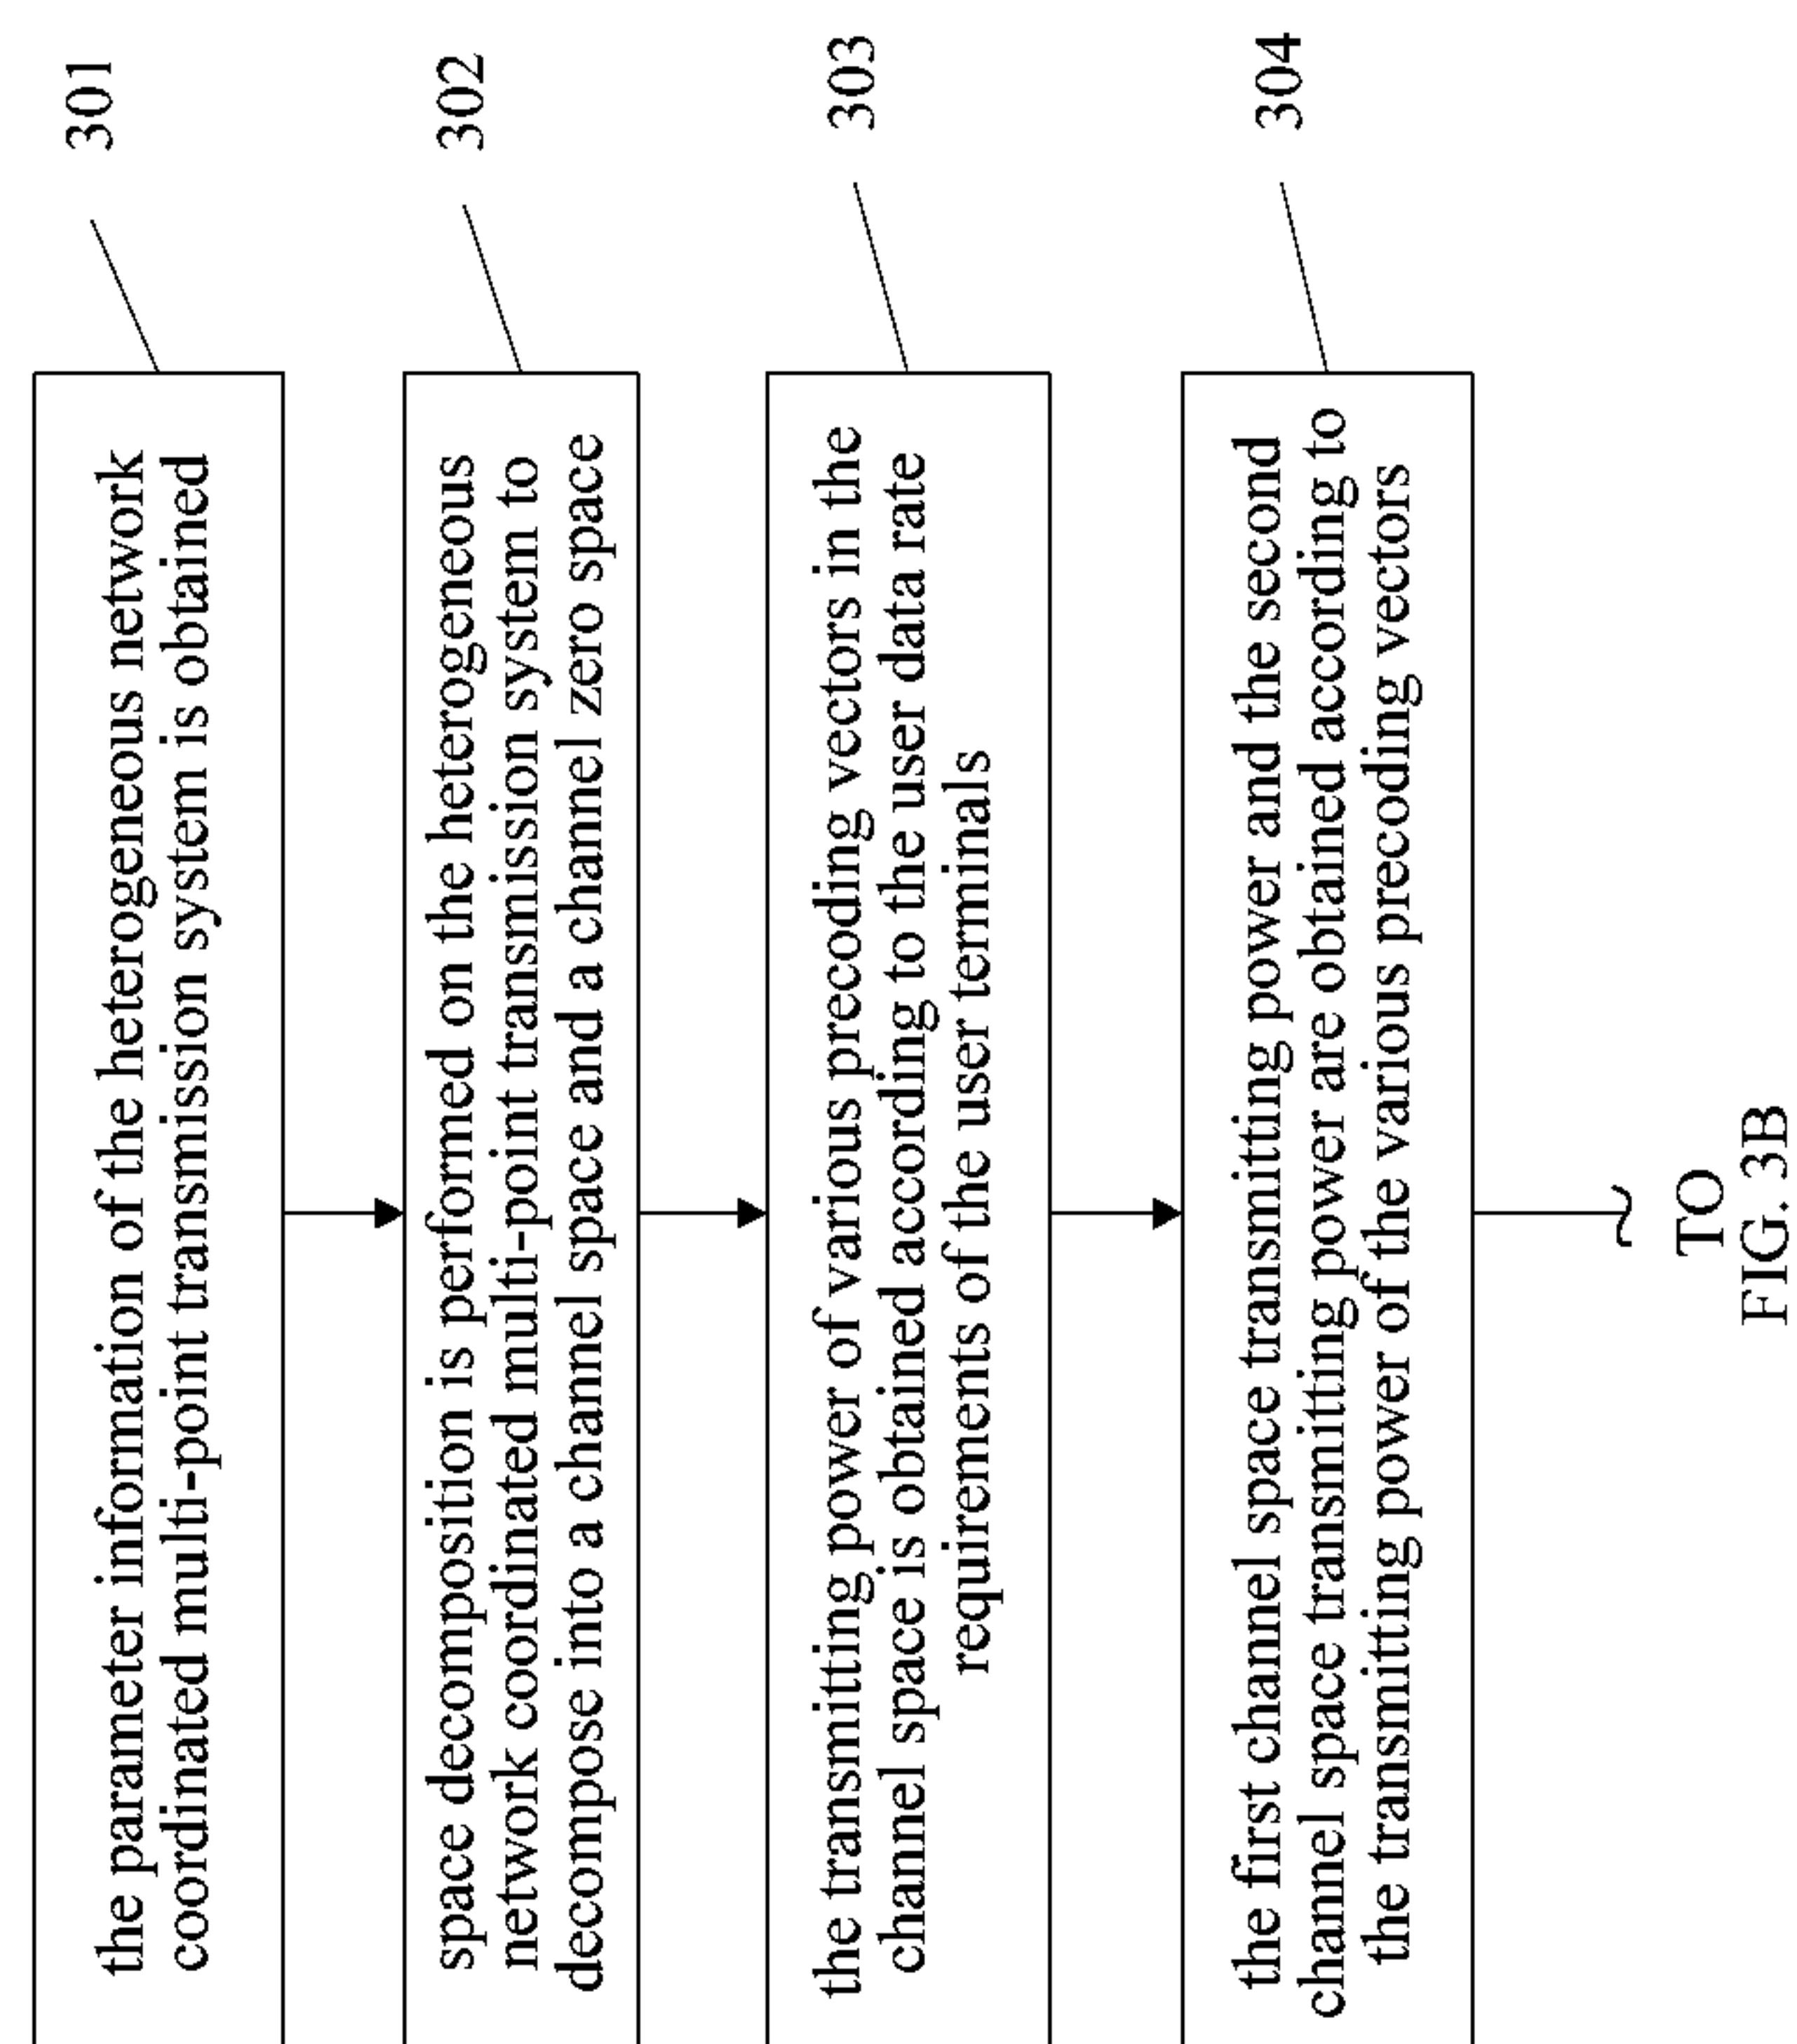 the parameter information of the heterogeneous network
coordinated multi-point transmission system is obtained
301
space decomposition is performed on the heterogeneous
network coordinated multi-point transmission system to
decompose into a channel space and a channel zero space
302
the transmitting power of various precoding vectors in the
channel space is obtained according to the user data rate
requirements of the user terminals
303
the first channel space transmitting power and the second
channel space transmitting power are obtained according to
the transmitting power of the various precoding vectors
304
TO
FIG. 3B